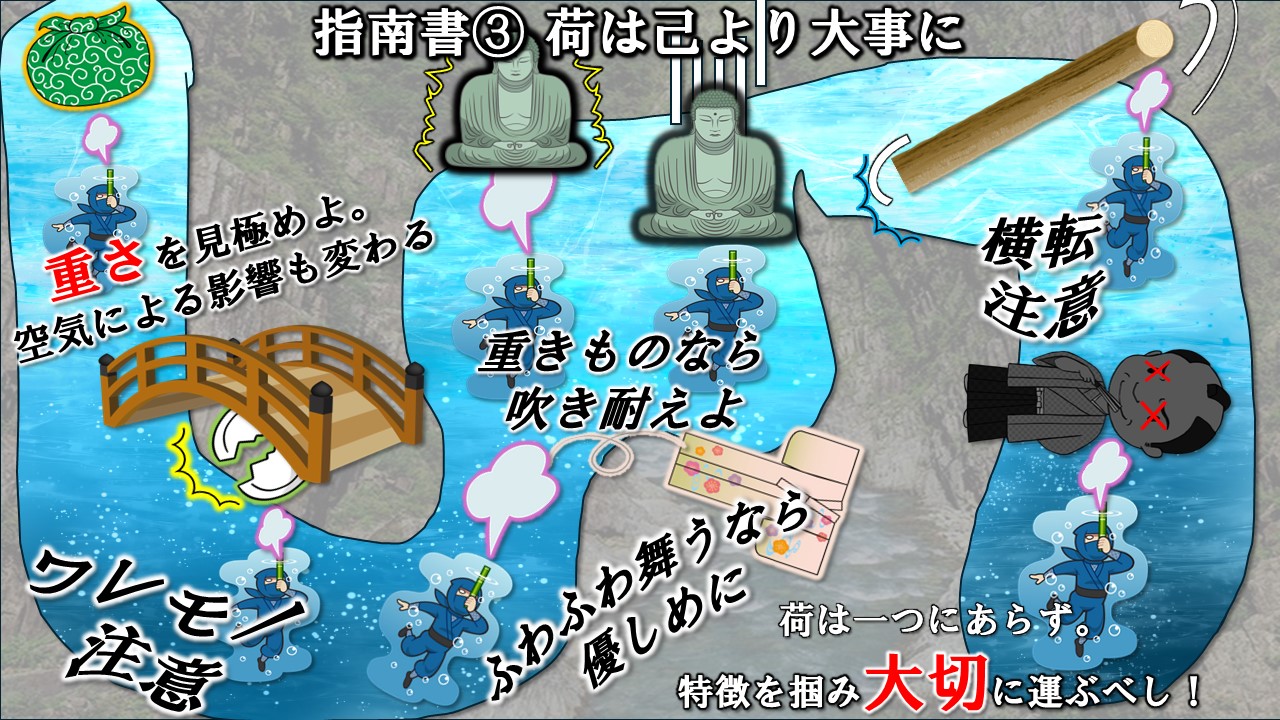 指南書③ 荷は己より大事に
重さを見極めよ。
空気による影響も変わる
重きものなら
吹き耐えよ
横転
注意
ワレモノ
注意
ふわふわ舞うなら
優しめに
荷は一つにあらず。
特徴を掴み大切に運ぶべし！